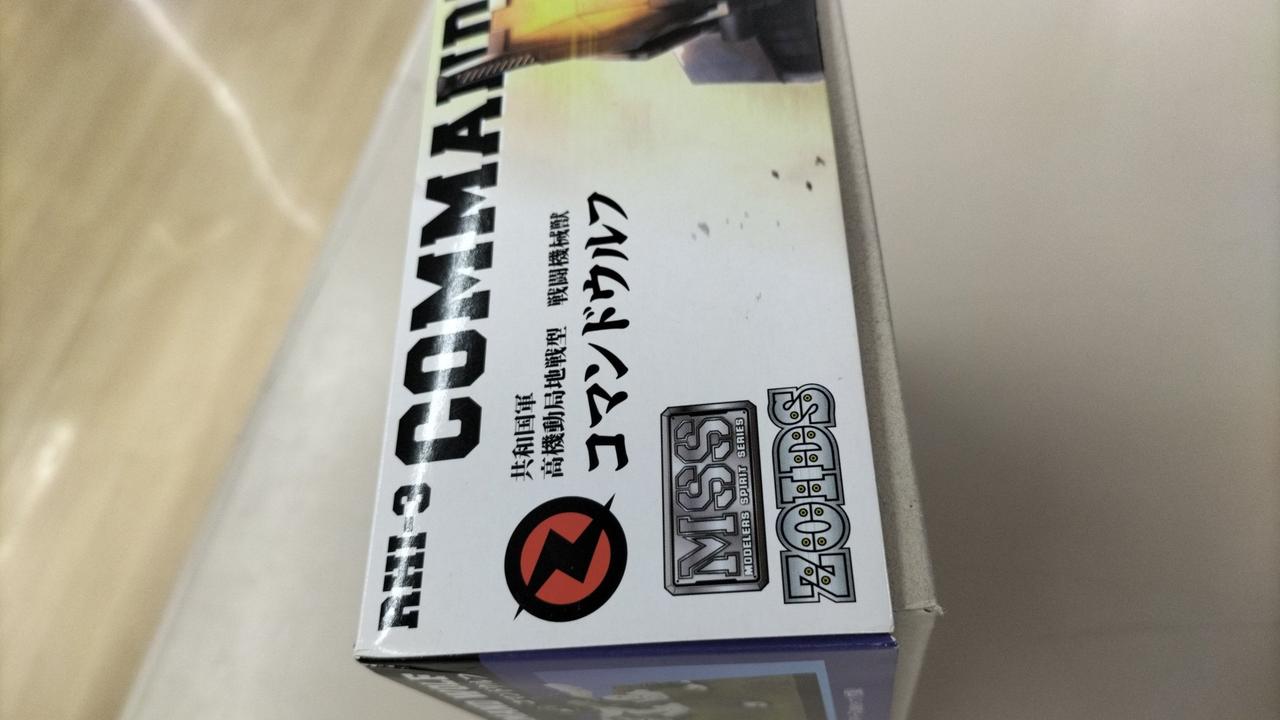 RHI-3 COMMAND
共和国軍
高機動局地戦型 戦闘機械獣
コマンドウルフ
MSS
MODELERS SPIRIT SERIES.
ZOIDS